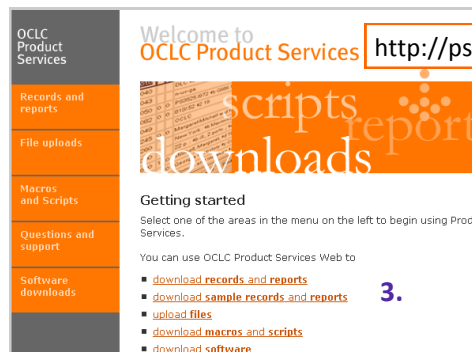 OCLC
Product
Services
Records and
reports
File uploads
Macros
and Scripts
Questions and
support
Software
downloads
Welcome to
OCLC Product Services
http://ps
scripts
report
downloads
Getting started
Select one of the areas in the menu on the left to begin using Prod
Services.
You can use OCLC Product Services Web to
download records and reports
download sample records and reports
3.
upload files
download macros and scripts
download software